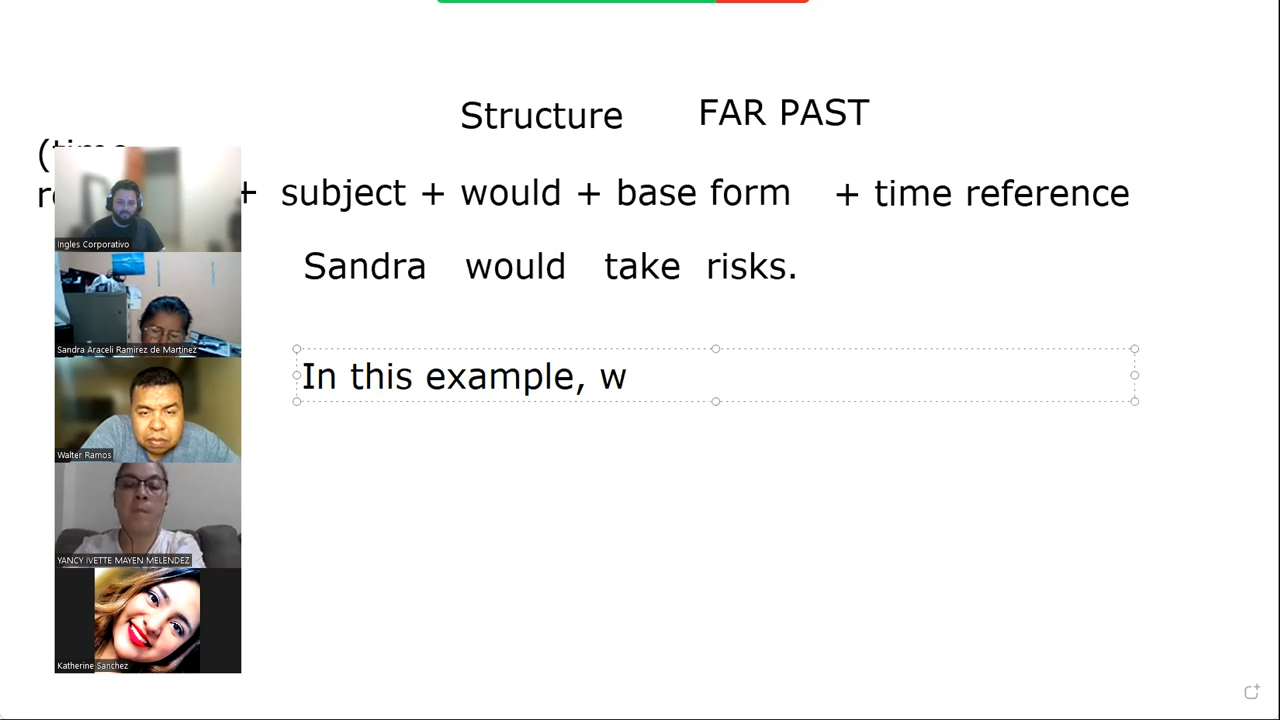 Structure FAR PAST
+ subject + would + base form + time reference
Sandra would take risks.
In this example, w
Ingles Corporativo
Sandra Araceli Ramirez de Martinez
Walter Ramos
YANCY IVETTE MAYEN MELENDEZ
Katherine Sanchez